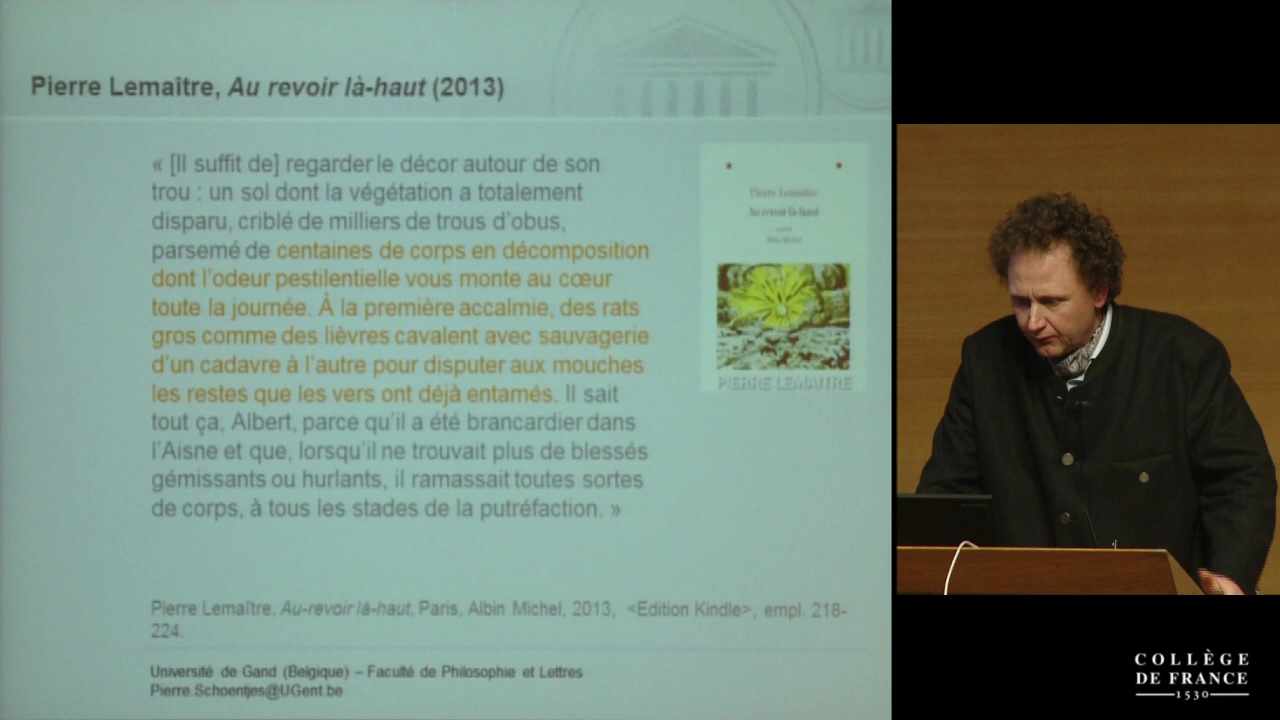 Pierre Lemaître, Au revoir là-haut (2013)
« [Il suffit de] regarder le décor autour de son
trou : un sol dont la végétation a totalement
disparu, criblé de milliers de trous d'obus,
parsemé de centaines de corps en décomposition
dont l'odeur pestilentielle vous monte au cœur
toute la journée. À la première accalmie, des rats
gros comme des lièvres cavalent avec sauvagerie
d'un cadavre à l'autre pour disputer aux mouches
les restes que les vers ont déjà entamés. Il sait
tout ça, Albert, parce qu'il a été brancardier dans
l'Aisne et que, lorsqu'il ne trouvait plus de blessés
gémissants ou hurlants, il ramassait toutes sortes
de corps, à tous les stades de la putréfaction. »
Pierre Lemaitre
Au revoir là-haut
Albin Michel
PIERRE LEMAITRE
Pierre Lemaître, Au-revoir là-haut, Paris, Albin Michel, 2013, <Edition Kindle>, empl. 218-
224.
Université de Gand (Belgique) – Faculté de Philosophie et Lettres
Pierre.Schoentjes@UGent.be
COLLÈGE
DE FRANCE
1530